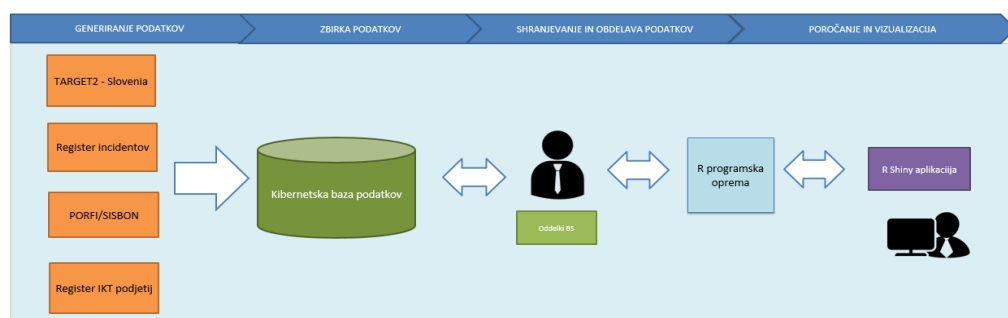 GENERIRANJE PODATKOV
ZBIRKA PODATKOV
SHRANJEVANJE IN OBDELAVA PODATKOV
POROČANJE IN VIZUALIZACIJA
TARGET2 - Slovenia
Register incidentov
PORFI/SISBON
Register IKT podjetij
Kibernetska baza podatkov
Oddelki BS
R programska
oprema
R Shiny aplikacija